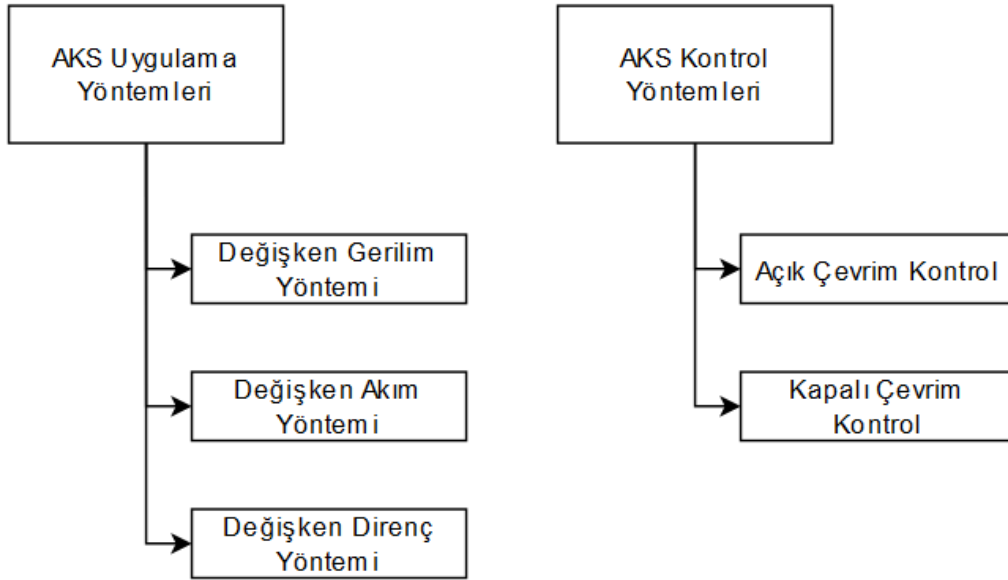 AKS Uygulama
Yöntemleri
Değişken Gerilim
Yöntemi
Değişken Akım
Yöntemi
Değişken Direnç
Yöntemi
AKS Kontrol
Yöntemleri
Açık Çevrim Kontrol
Kapalı Çevrim
Kontrol